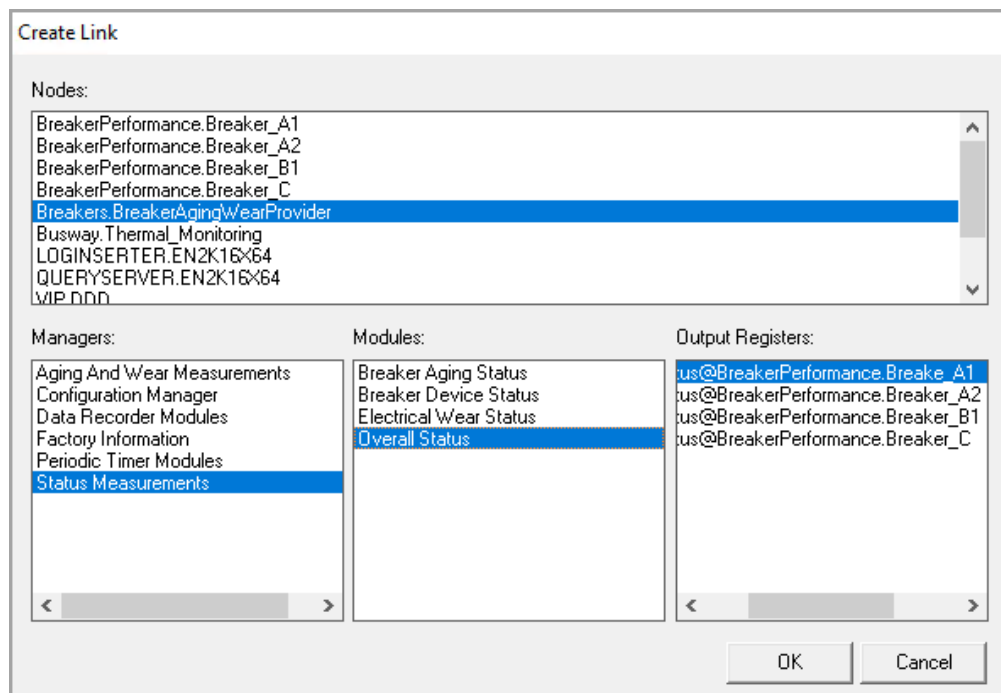 Create Link
Nodes:
BreakerPerformance.Breaker_A1
BreakerPerformance.Breaker_A2
BreakerPerformance.Breaker_B1
BreakerPerformance.Breaker_C
Breakers.BreakerAgingWearProvider
Busway.Thermal_Monitoring
LOGINSERTER.EN2K16X64
QUERYSERVER.EN2K16X64
VIP.DDD
Managers:
Aging And Wear Measurements
Configuration Manager
Data Recorder Modules
Factory Information
Periodic Timer Modules
Status Measurements
Modules:
Breaker Aging Status
Breaker Device Status
Electrical Wear Status
Overall Status
Output Registers:
tus@BreakerPerformance.Breake_A1
tus@BreakerPerformance.Breaker_A2
tus@BreakerPerformance.Breaker_B1
tus@BreakerPerformance.Breaker_C
OK
Cancel